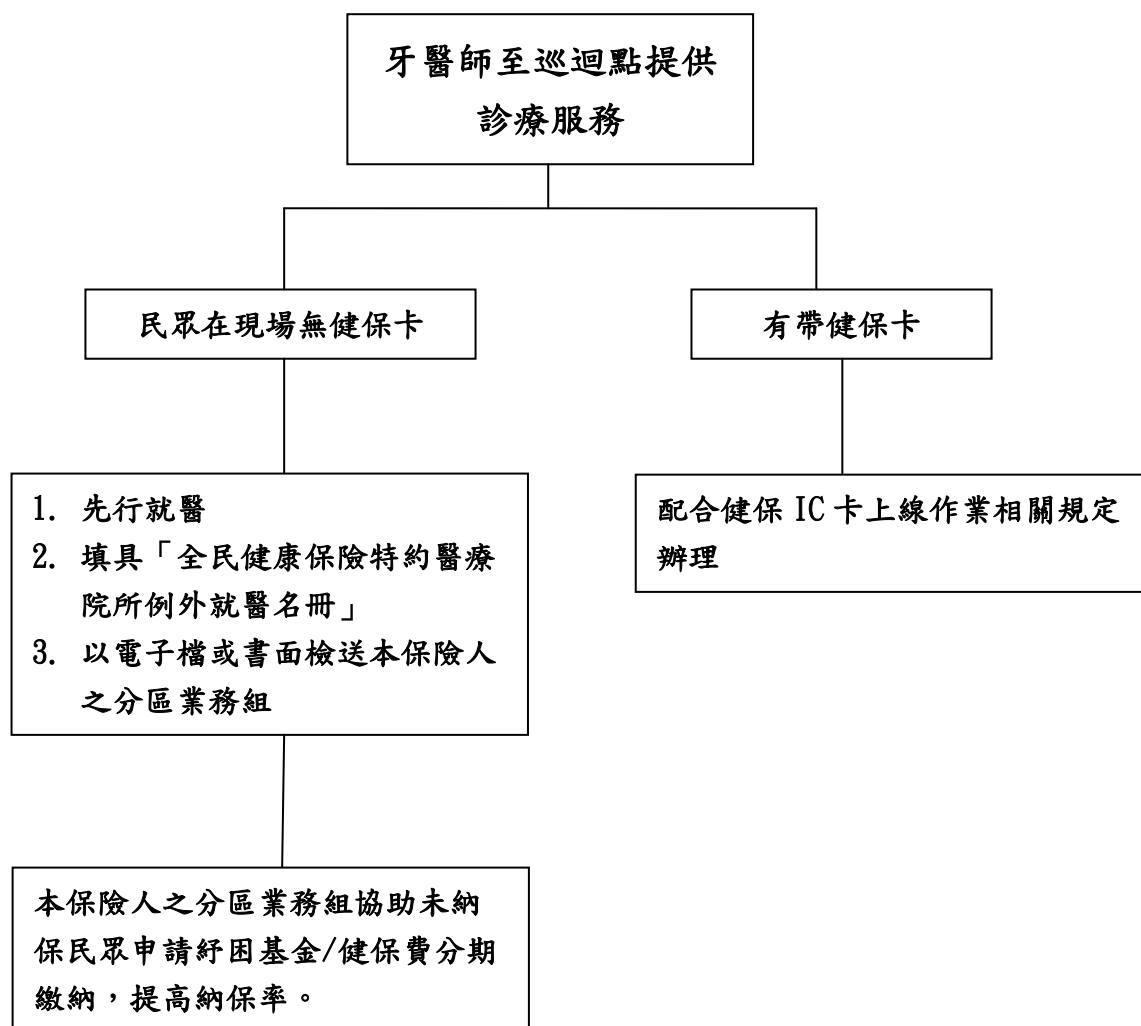 牙醫師至巡迴點提供
診療服務
民眾在現場無健保卡
有帶健保卡
1. 先行就醫
2. 填具「全民健康保險特約醫療
院所例外就醫名冊」
3. 以電子檔或書面檢送本保險人
之分區業務組
配合健保 IC 卡上線作業相關規定
辦理
本保險人之分區業務組協助未納
保民眾申請紓困基金/健保費分期
繳納，提高納保率。